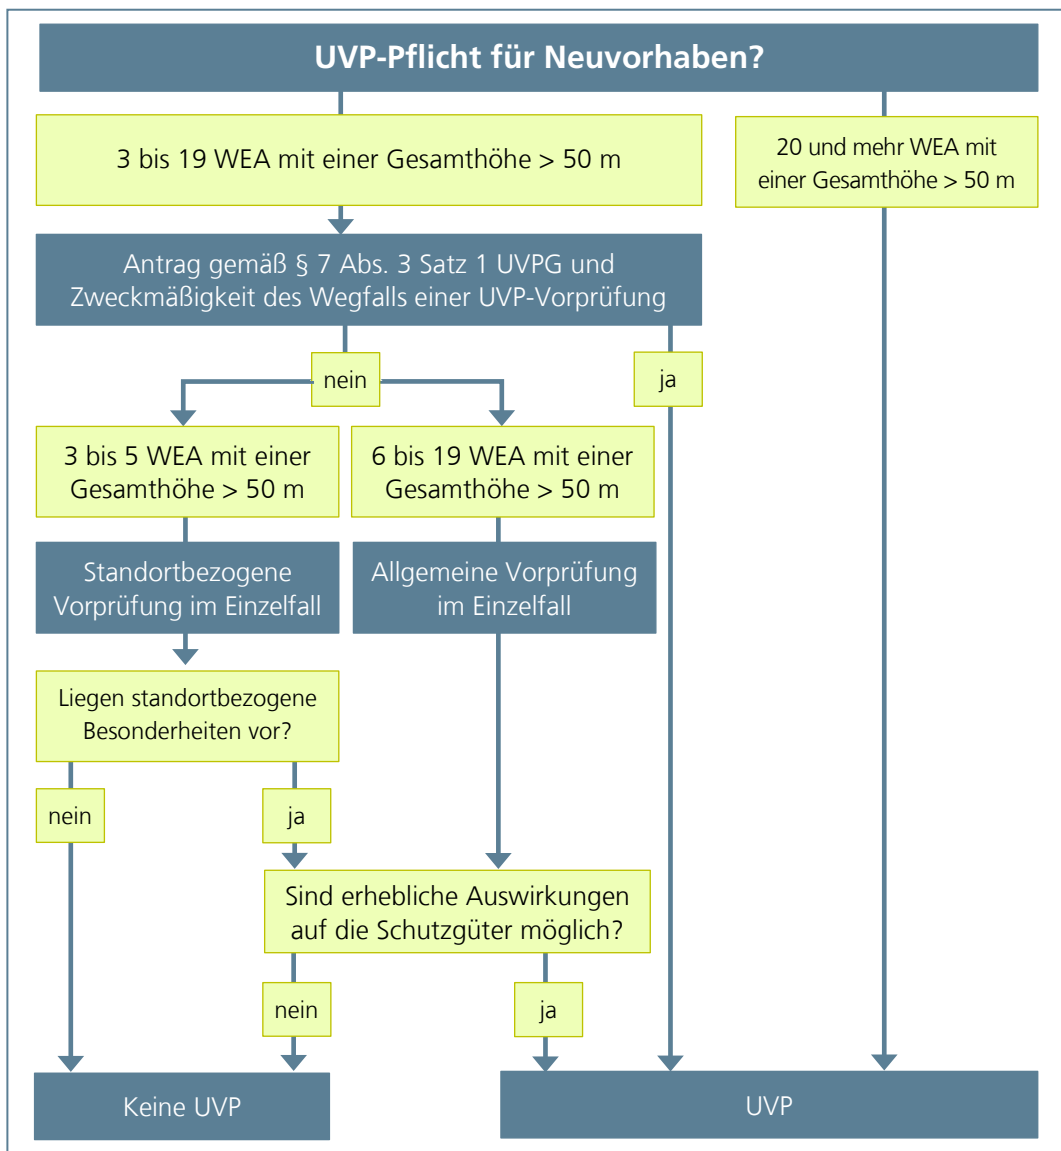 UVP-Pflicht für Neuvorhaben?
3 bis 19 WEA mit einer Gesamthöhe > 50 m
20 und mehr WEA mit
einer Gesamthöhe > 50 m
Antrag gemäß § 7 Abs. 3 Satz 1 UVPG und
Zweckmäßigkeit des Wegfalls einer UVP-Vorprüfung
nein
ja
3 bis 5 WEA mit einer
Gesamthöhe > 50 m
6 bis 19 WEA mit einer
Gesamthöhe > 50 m
Standortbezogene
Vorprüfung im Einzelfall
Allgemeine Vorprüfung
im Einzelfall
Liegen standortbezogene
Besonderheiten vor?
nein
ja
Sind erhebliche Auswirkungen
auf die Schutzgüter möglich?
nein
ja
Keine UVP
UVP